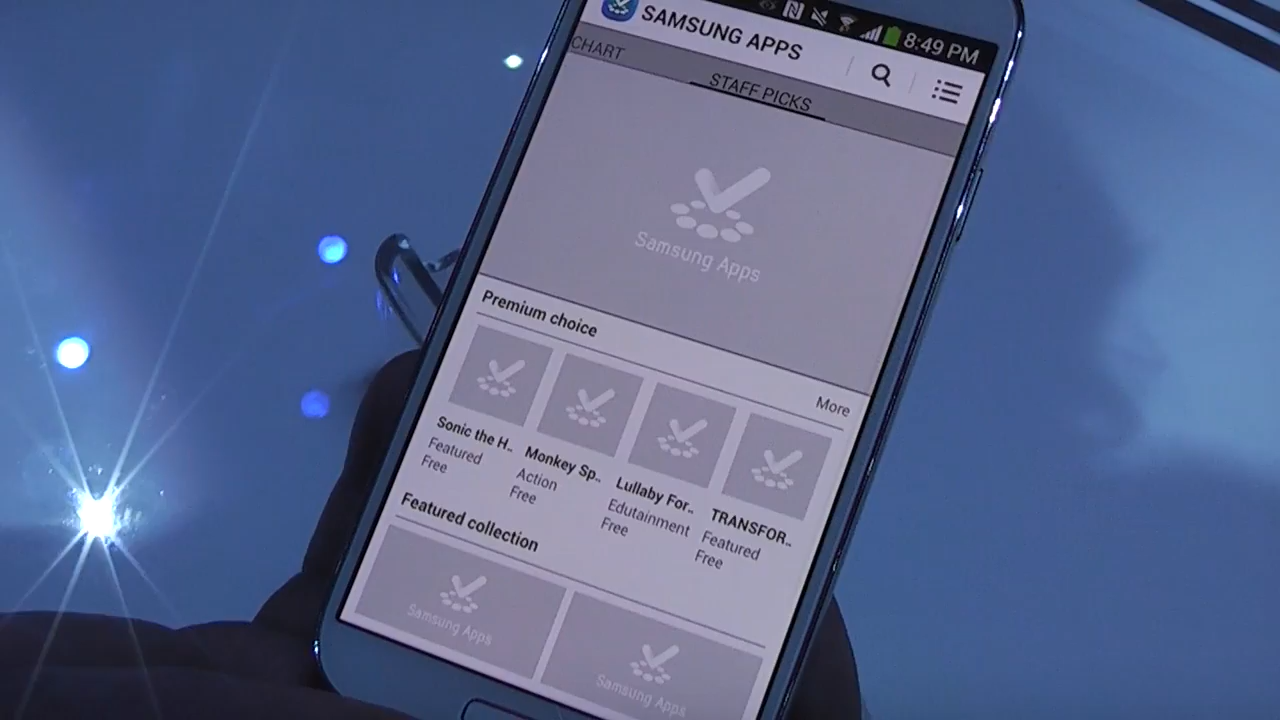 8:49 PM
SAMSUNG APPS
CHART
STAFF PICKS
Samsung Apps
Premium choice
More
Sonic the H..
Featured
Free
Monkey Sp..
Action
Free
Lullaby For..
Edutainment
Free
TRANSFOR..
Featured
Free
Featured collection
Samsung Apps
Samsung Apps